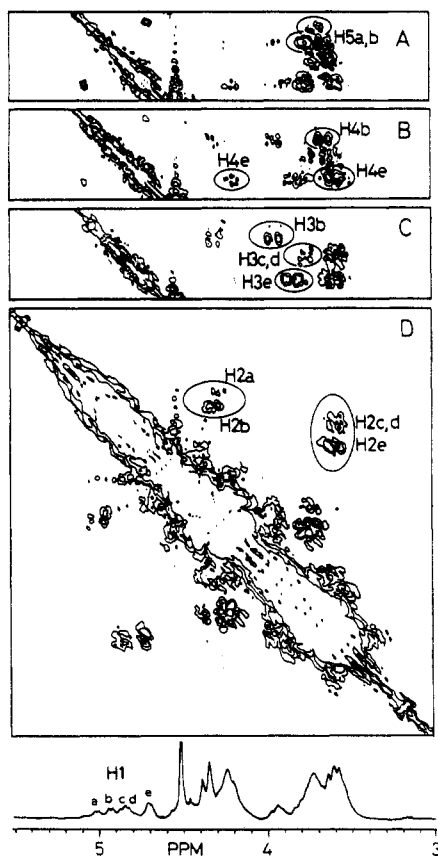 A
H5a,b
B
H4b
H4e
H4e
C
H3b
H3c,d
H3e
D
H2a
H2b
H2c,d
H2e
H1
a b c d e
5 PPM 4 3